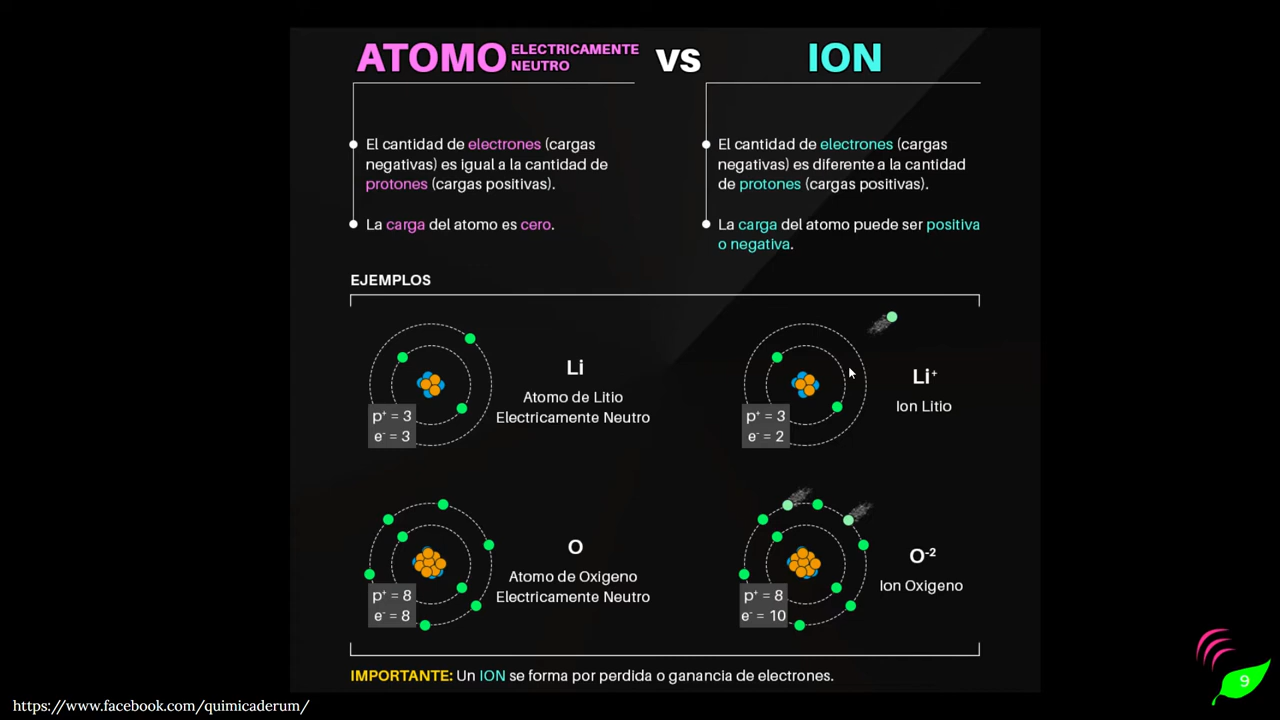 ATOMO ELECTRICAMENTE NEUTRO VS ION
El cantidad de electrones (cargas
negativas) es igual a la cantidad de
protones (cargas positivas).
La carga del atomo es cero.
El cantidad de electrones (cargas
negativas) es diferente a la cantidad
de protones (cargas positivas).
La carga del atomo puede ser positiva
o negativa.
EJEMPLOS
p⁺ = 3
e⁻ = 3
Li
Atomo de Litio
Electricamente Neutro
p⁺ = 3
e⁻ = 2
Li⁺
Ion Litio
p⁺ = 8
e⁻ = 8
O
Atomo de Oxigeno
Electricamente Neutro
p⁺ = 8
e⁻ = 10
O⁻²
Ion Oxigeno
IMPORTANTE: Un ION se forma por perdida o ganancia de electrones.
9
https://www.facebook.com/quimicaderum/